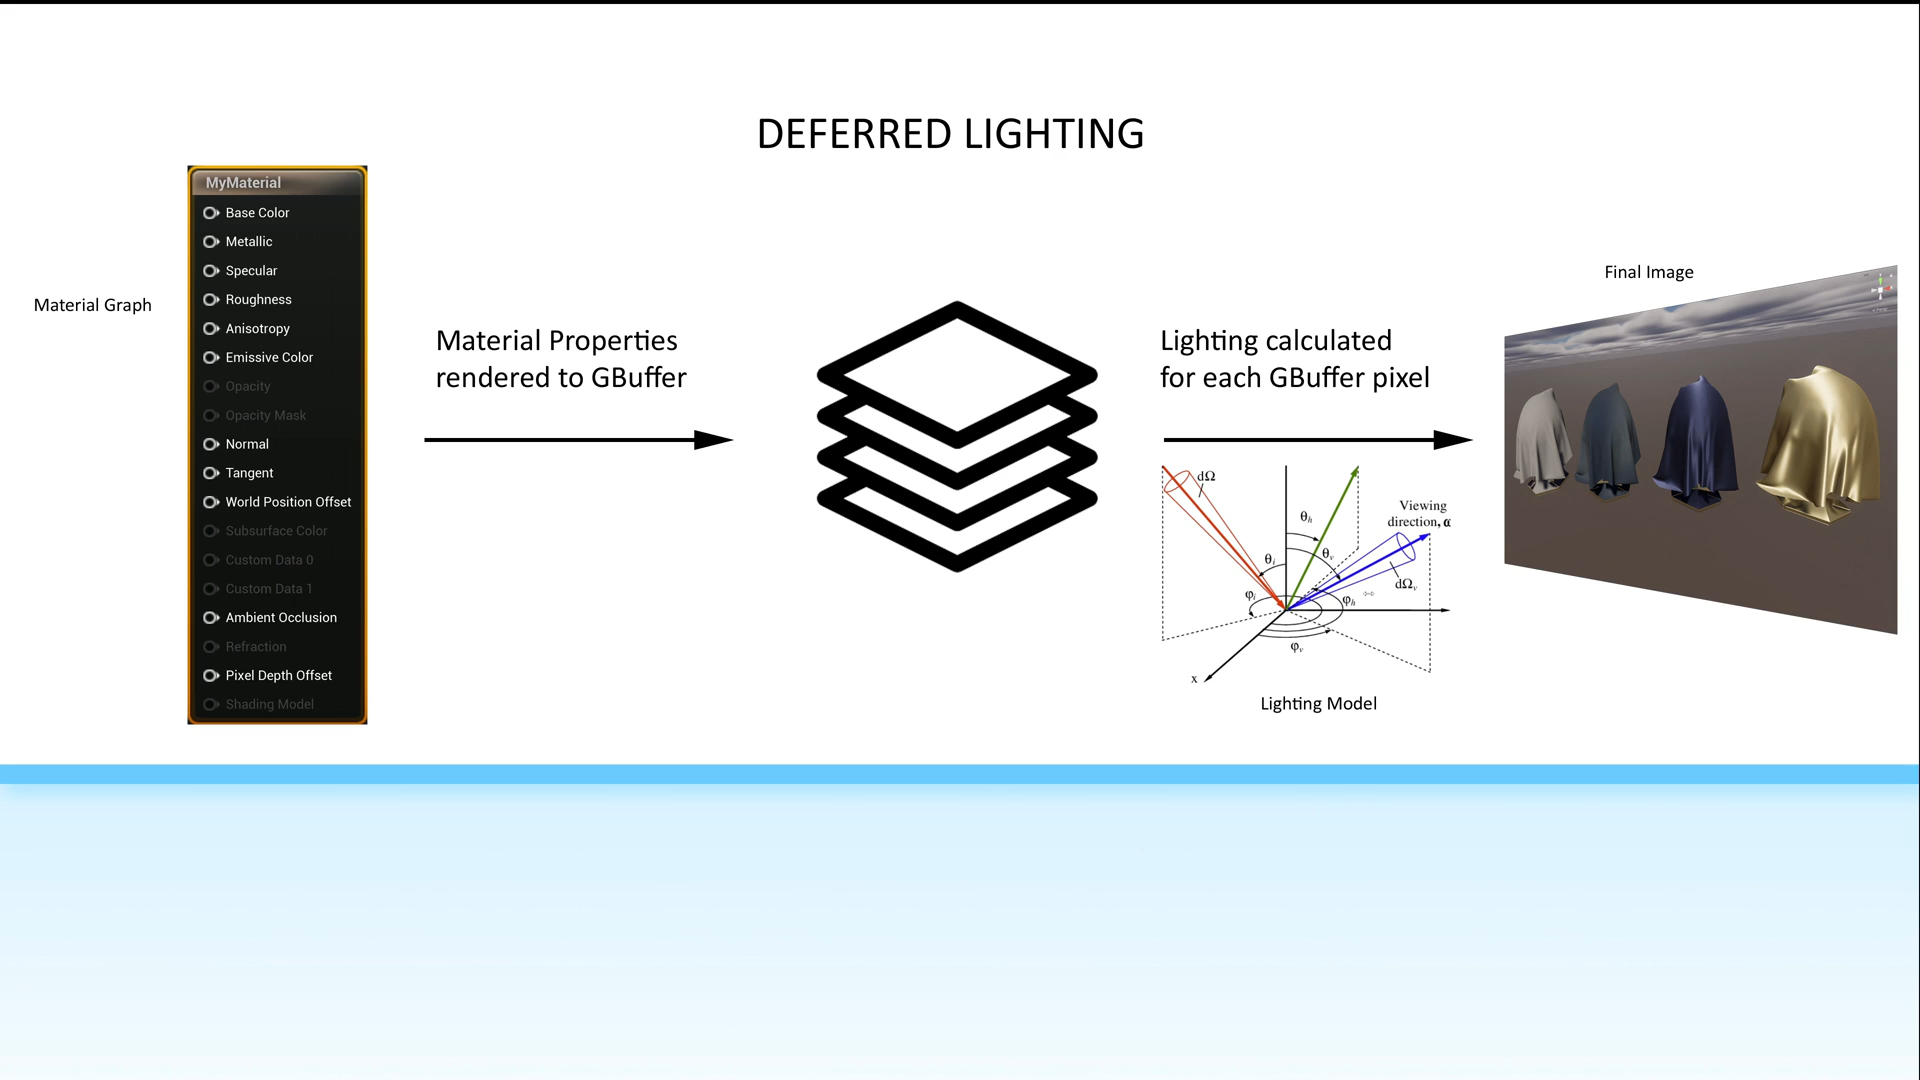 DEFERRED LIGHTING
MyMaterial
Base Color
Metallic
Specular
Roughness
Anisotropy
Emissive Color
Opacity
Opacity Mask
Normal
Tangent
World Position Offset
Subsurface Color
Custom Data 0
Custom Data 1
Ambient Occlusion
Refraction
Pixel Depth Offset
Shading Model
Material Graph
Material Properties
rendered to GBuffer
Lighting calculated
for each GBuffer pixel
dΩ
θh
θi
θv
Viewing
direction, α
dΩv
φi
φh
φv
x
Lighting Model
Final Image